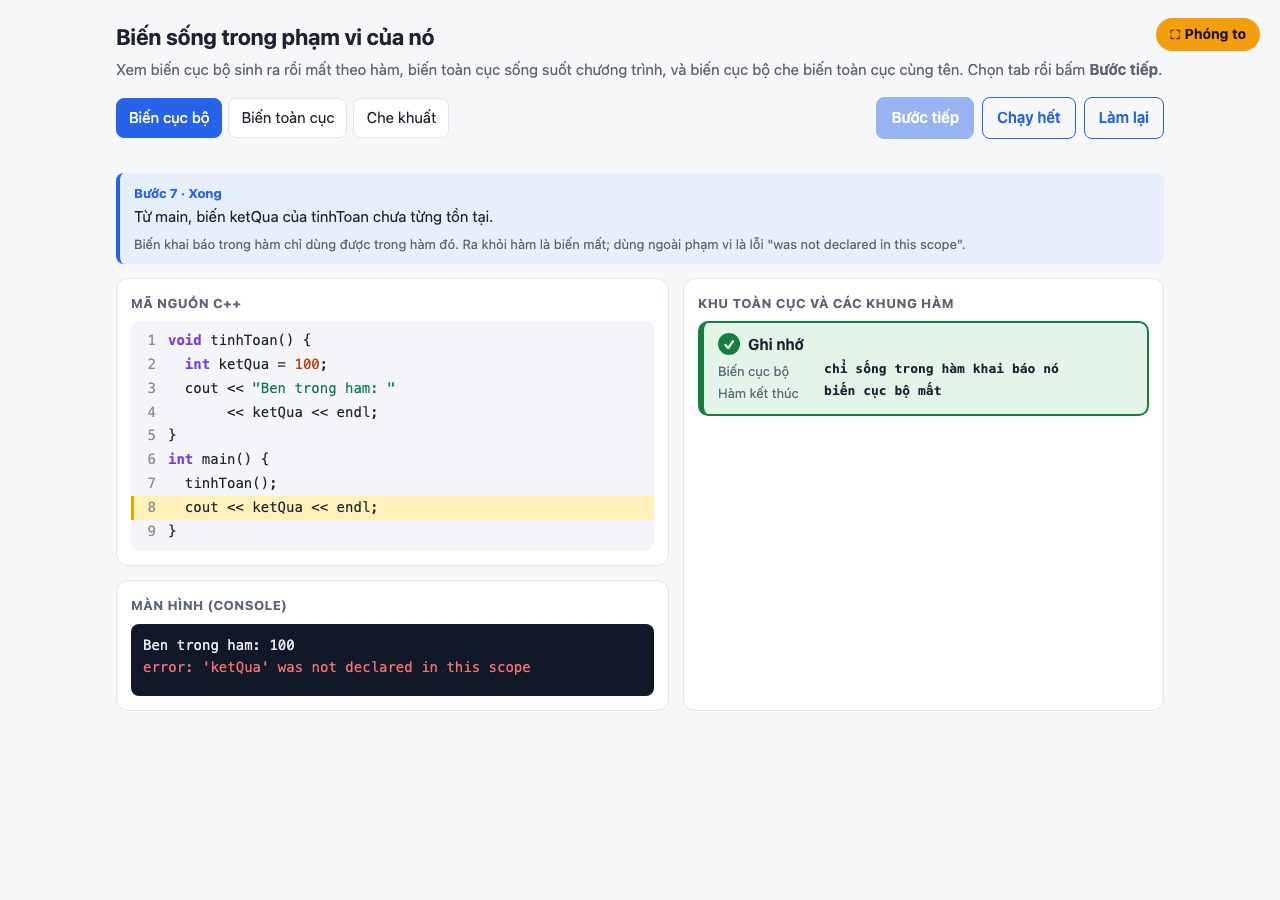 Biến sống trong phạm vi của nó
⛶ Phóng to
Xem biến cục bộ sinh ra rồi mất theo hàm, biến toàn cục sống suốt chương trình, và biến cục bộ che biến toàn cục cùng tên. Chọn tab rồi bấm Bước tiếp.
Biến cục bộ
Biến toàn cục
Che khuất
Bước tiếp
Chạy hết
Làm lại
Bước 7 · Xong
Từ main, biến ketQua của tinhToan chưa từng tồn tại.
Biến khai báo trong hàm chỉ dùng được trong hàm đó. Ra khỏi hàm là biến mất; dùng ngoài phạm vi là lỗi "was not declared in this scope".
MÃ NGUỒN C++
1 void tinhToan() {
2   int ketQua = 100;
3   cout << "Ben trong ham: "
4        << ketQua << endl;
5 }
6 int main() {
7   tinhToan();
8   cout << ketQua << endl;
9 }
MÀN HÌNH (CONSOLE)
Ben trong ham: 100
error: 'ketQua' was not declared in this scope
KHU TOÀN CỤC VÀ CÁC KHUNG HÀM
Ghi nhớ
Biến cục bộ chỉ sống trong hàm khai báo nó
Hàm kết thúc biến cục bộ mất